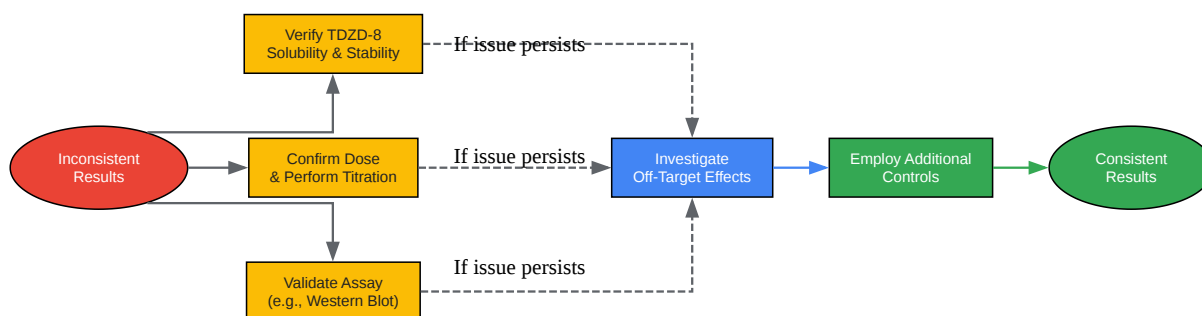 Verify TDZD-8
Solubility & Stability
If issue persists
Inconsistent
Results
Confirm Dose
& Perform Titration
If issue persists
Investigate
Off-Target Effects
Employ Additional
Controls
Consistent
Results
Validate Assay
(e.g., Western Blot)
If issue persists